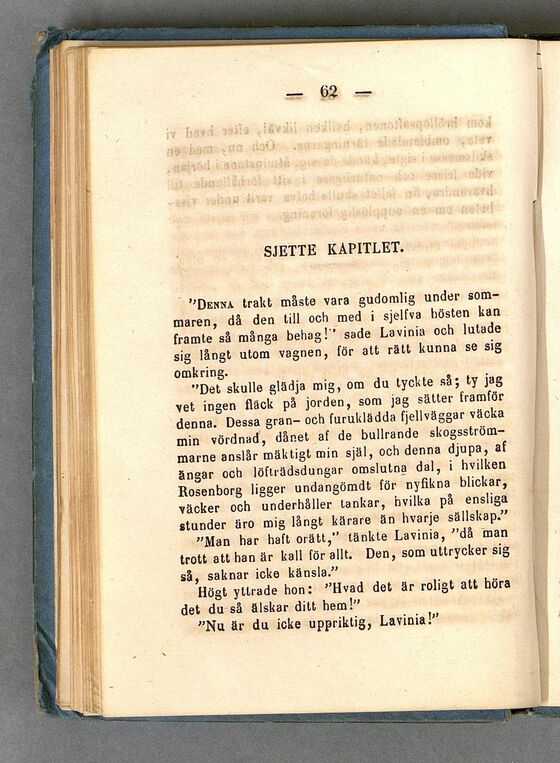 — 62 —
SJETTE KAPITLET.
"DENNA trakt måste vara gudomlig under som-
maren, då den till och med i sjelfva hösten kan
framte så många behag!" sade Lavinia och lutade
sig långt utom vagnen, för att rätt kunna se sig
omkring.
"Det skulle glädja mig, om du tyckte så; ty jag
vet ingen fläck på jorden, som jag sätter framför
denna. Dessa gran- och furuklädda fjellväggar väcka
min vördnad, dånet af de bullrande skogsström-
marne anslår mäktigt min själ, och denna djupa, af
ängar och löfträdsdungar omslutna dal, i hvilken
Rosenborg ligger undangömdt för nyfikna blickar,
väcker och underhåller tankar, hvilka på ensliga
stunder äro mig långt kärare än hvarje sällskap."
"Man har haft orätt," tänkte Lavinia, "då man
trott att han är kall för allt. Den, som uttrycker sig
så, saknar icke känsla."
Högt yttrade hon: "Hvad det är roligt att höra
det du så älskar ditt hem!"
"Nu är du icke uppriktig, Lavinia!"